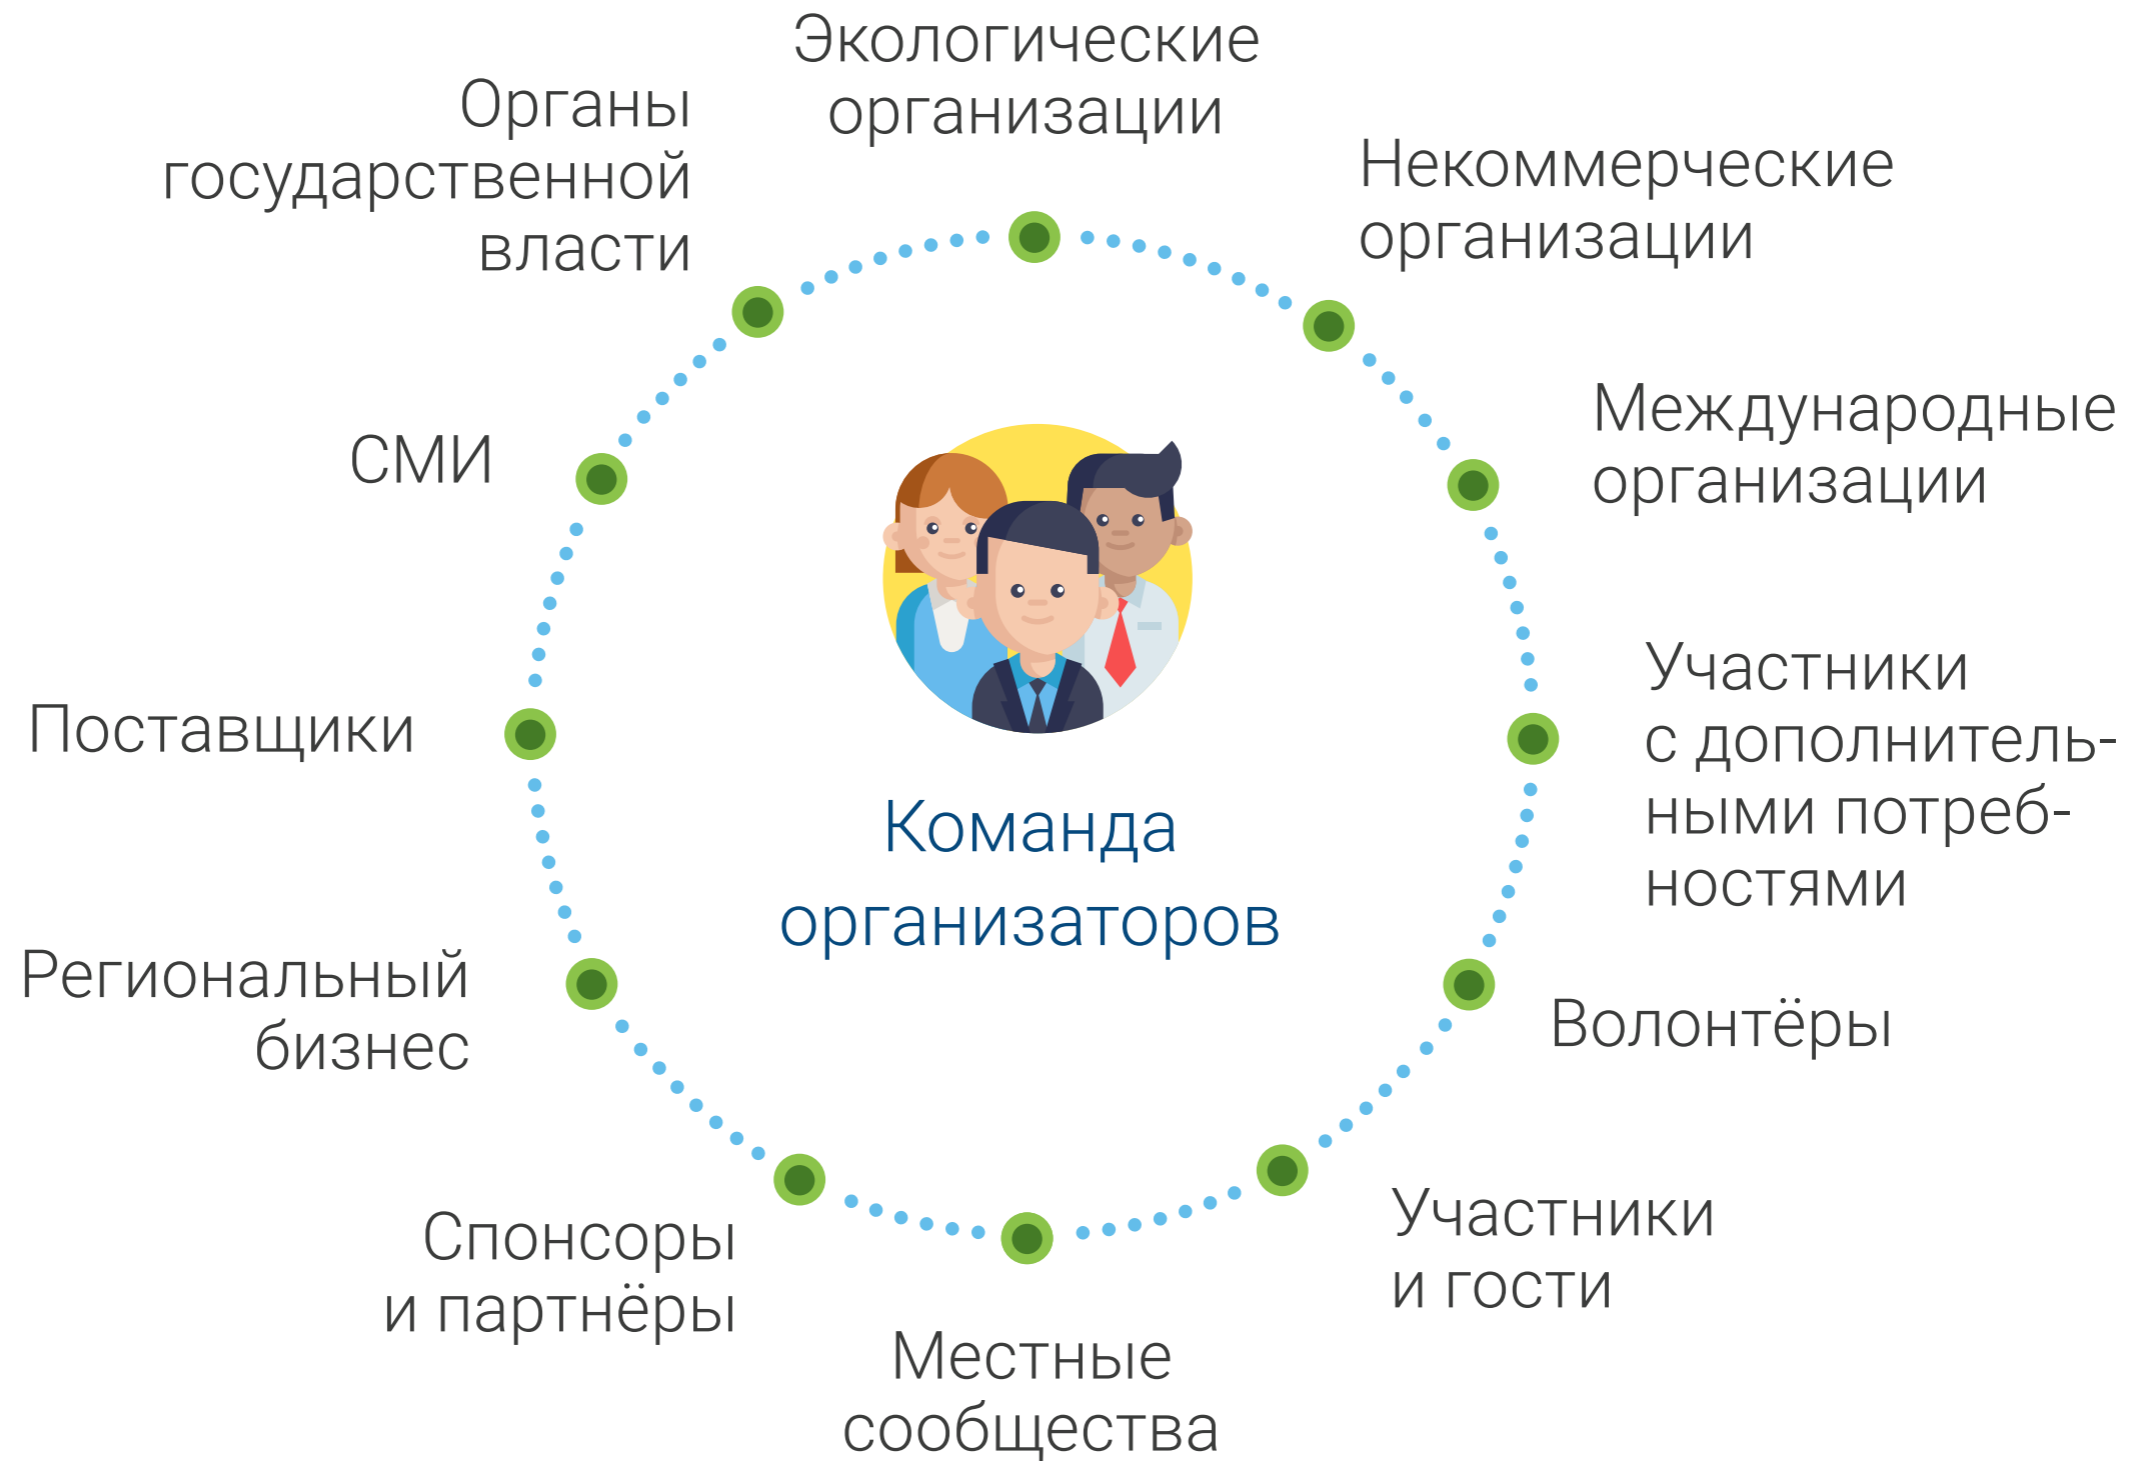 Экологические
организации
Некоммерческие
организации
Международные
организации
Участники
с дополнитель-
ными потреб-
ностями
Волонтёры
Участники
и гости
Местные
сообщества
Спонсоры
и партнёры
Региональный
бизнес
Поставщики
СМИ
Органы
государственной
власти
Команда
организаторов